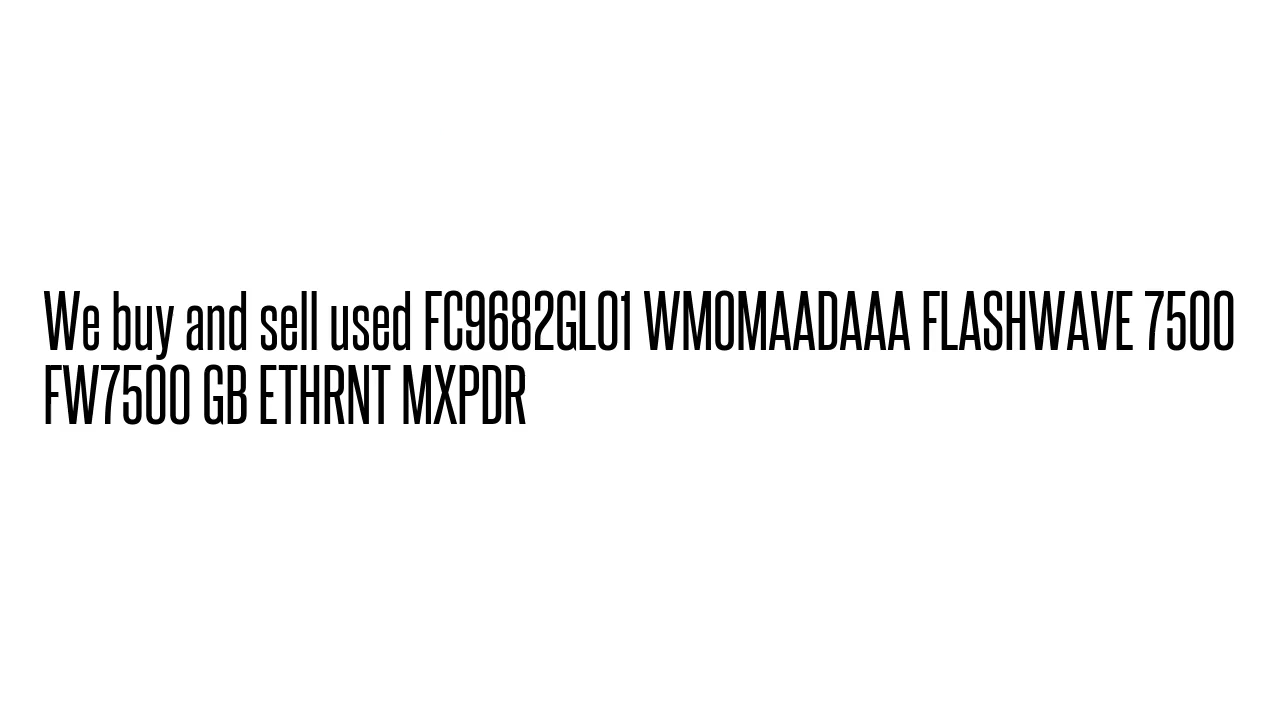 We buy and sell used FC9682GL01 WMOMAADAAA FLASHWAVE 7500
FW7500 GB ETHRNT MXPDR